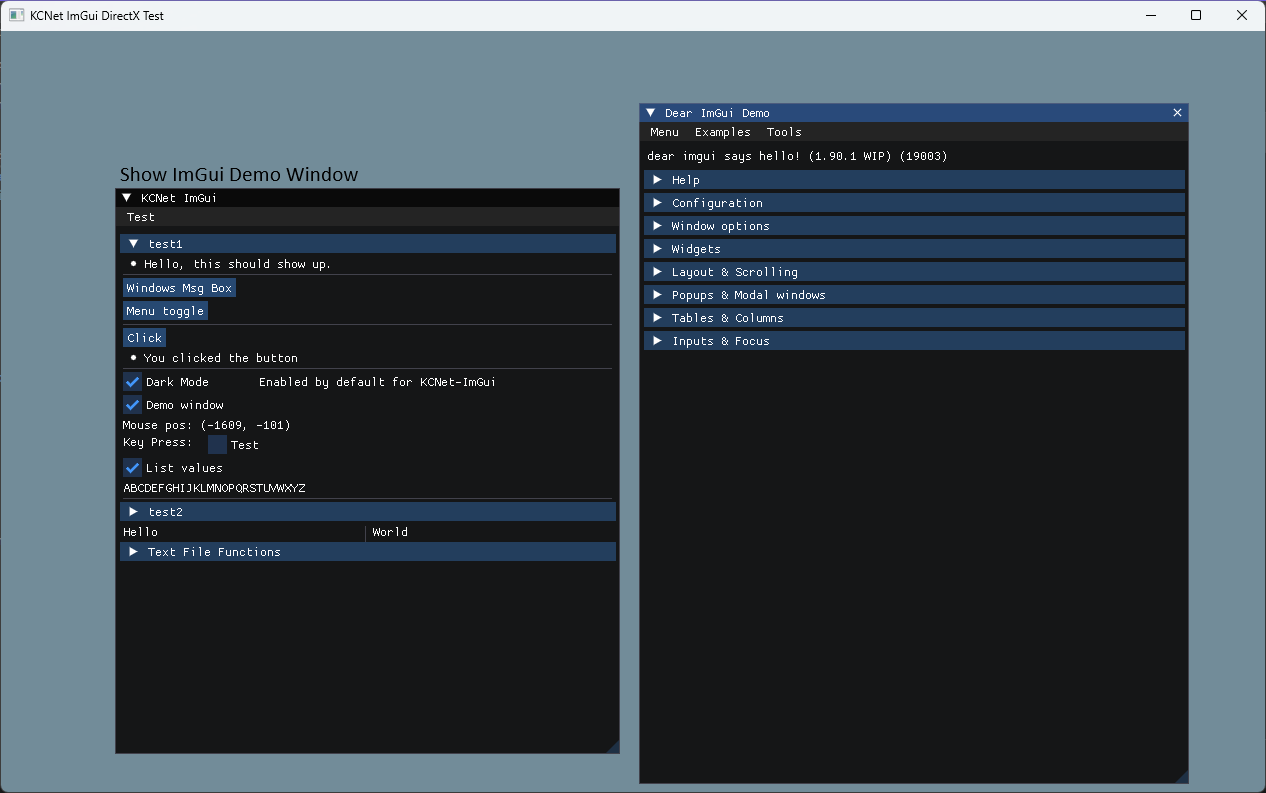 KCNet ImGui DirectX Test
Show ImGui Demo Window
KCNet ImGui
Test
test1
Hello, this should show up.
Windows Msg Box
Menu toggle
Click
You clicked the button
Dark Mode Enabled by default for KCNet-ImGui
Demo window
Mouse pos: (-1609, -101)
Key Press: Test
List values
ABCDEFGHIJKLMNOPQRSTUVWXYZ
test2
Hello World
Text File Functions
Dear ImGui Demo
Menu Examples Tools
dear imgui says hello! (1.90.1 WIP) (19003)
Help
Configuration
Window options
Widgets
Layout & Scrolling
Popups & Modal windows
Tables & Columns
Inputs & Focus